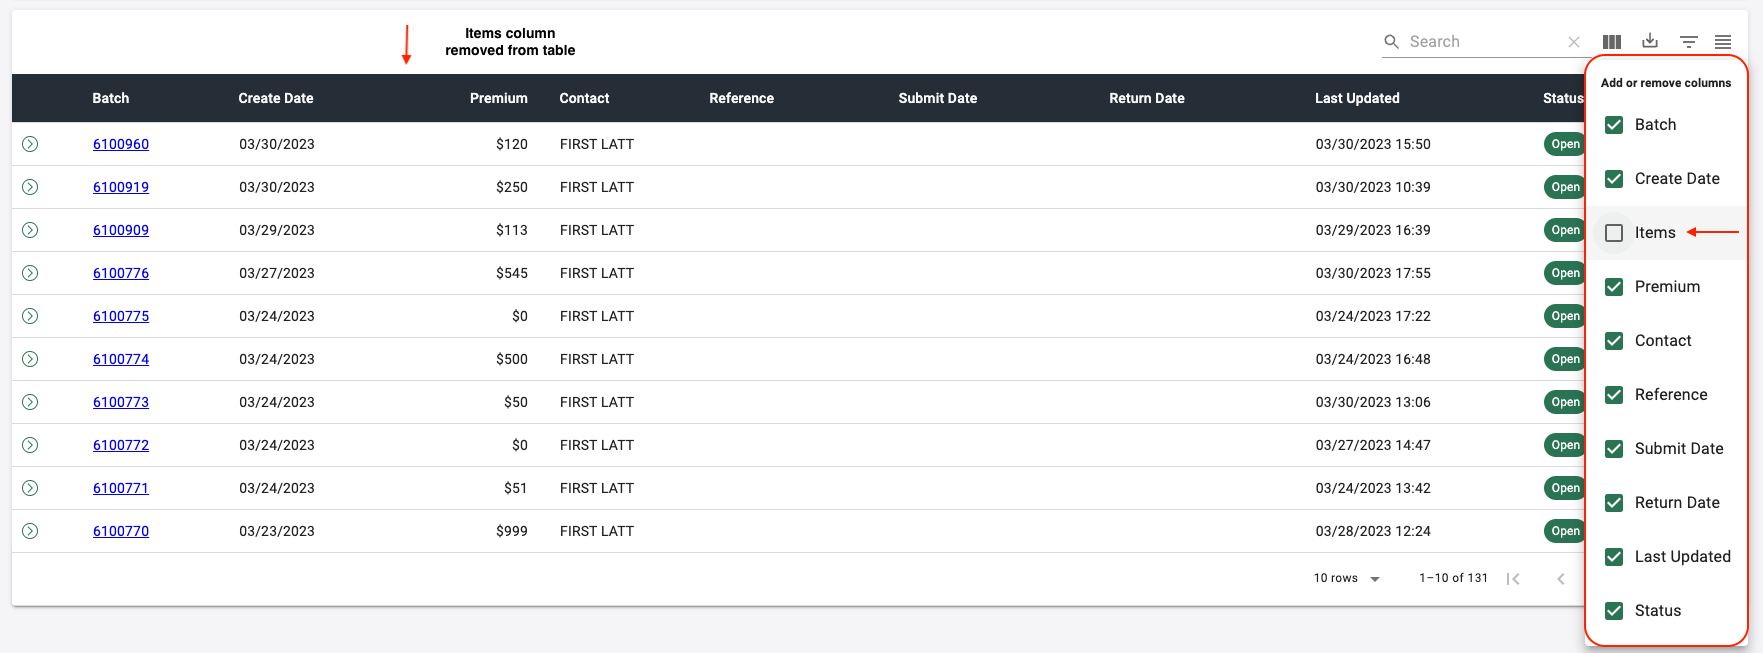 Items column
removed from table
Search
Batch Create Date Premium Contact Reference Submit Date Return Date Last Updated Status
6100960 03/30/2023 $120 FIRST LATT 03/30/2023 15:50 Open
6100919 03/30/2023 $250 FIRST LATT 03/30/2023 10:39 Open
6100909 03/29/2023 $113 FIRST LATT 03/29/2023 16:39 Open
6100776 03/27/2023 $545 FIRST LATT 03/30/2023 17:55 Open
6100775 03/24/2023 $0 FIRST LATT 03/24/2023 17:22 Open
6100774 03/24/2023 $500 FIRST LATT 03/24/2023 16:48 Open
6100773 03/24/2023 $50 FIRST LATT 03/30/2023 13:06 Open
6100772 03/24/2023 $0 FIRST LATT 03/27/2023 14:47 Open
6100771 03/24/2023 $51 FIRST LATT 03/24/2023 13:42 Open
6100770 03/23/2023 $999 FIRST LATT 03/28/2023 12:24 Open
10 rows 1–10 of 131
Add or remove columns
Batch
Create Date
Items
Premium
Contact
Reference
Submit Date
Return Date
Last Updated
Status